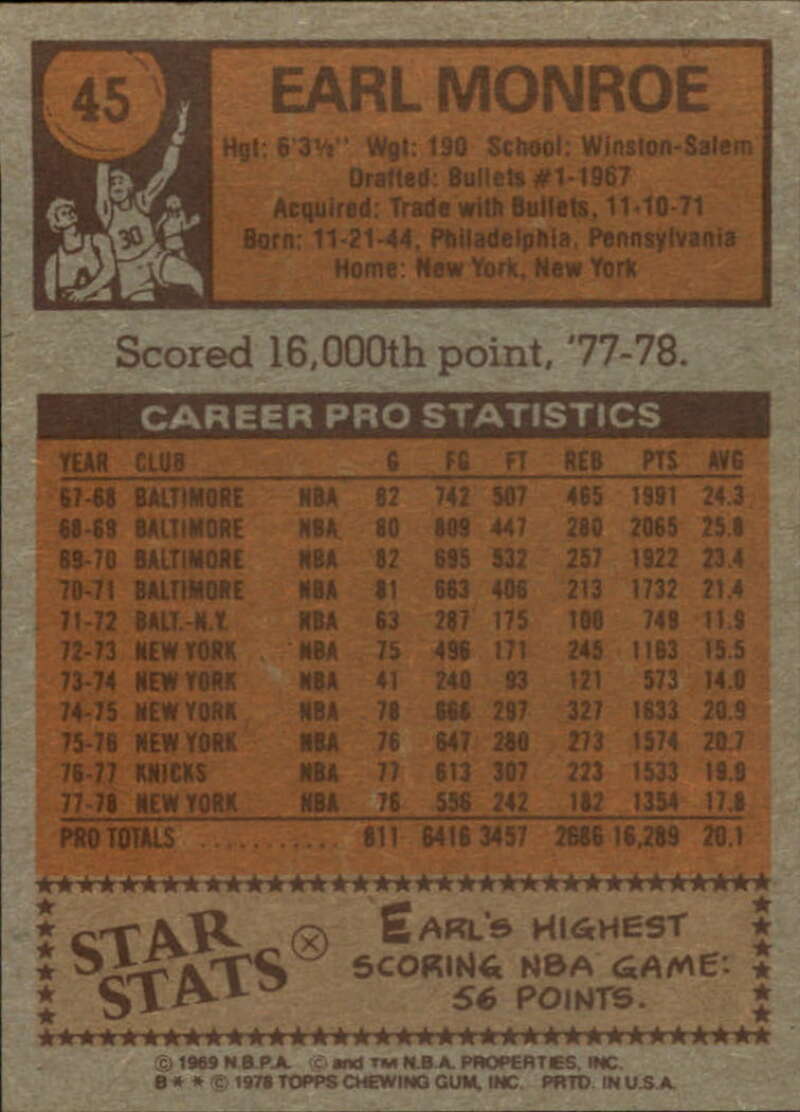 45
EARL MONROE
Hgt: 6'3½" Wgt: 190 School: Winston-Salem
Drafted: Bullets #1-1967
Acquired: Trade with Bullets, 11-10-71
Born: 11-21-44, Philadelphia, Pennsylvania
Home: New York, New York
30
Scored 16,000th point, '77-78.
CAREER PRO STATISTICS
YEAR CLUB G FG FT REB PTS AVG
67-68 BALTIMORE NBA 82 742 507 465 1991 24.3
68-69 BALTIMORE NBA 80 809 447 280 2065 25.8
69-70 BALTIMORE NBA 82 695 532 257 1922 23.4
70-71 BALTIMORE NBA 81 663 406 213 1732 21.4
71-72 BALT.-N.Y. NBA 63 287 175 100 749 11.9
72-73 NEW YORK NBA 75 496 171 245 1163 15.5
73-74 NEW YORK NBA 41 240 93 121 573 14.0
74-75 NEW YORK NBA 78 666 297 327 1633 20.9
75-76 NEW YORK NBA 76 647 280 273 1574 20.7
76-77 KNICKS NBA 77 613 307 223 1533 19.9
77-78 NEW YORK NBA 76 556 242 182 1354 17.8
PRO TOTALS ........... 811 6416 3457 2686 16,289 20.1
STAR STATS
EARL'S HIGHEST
SCORING NBA GAME:
56 POINTS.
© 1969 N.B.P.A. © and TM N.B.A. PROPERTIES, INC.
B * * © 1978 TOPPS CHEWING GUM, INC. PRTD. IN U.S.A.